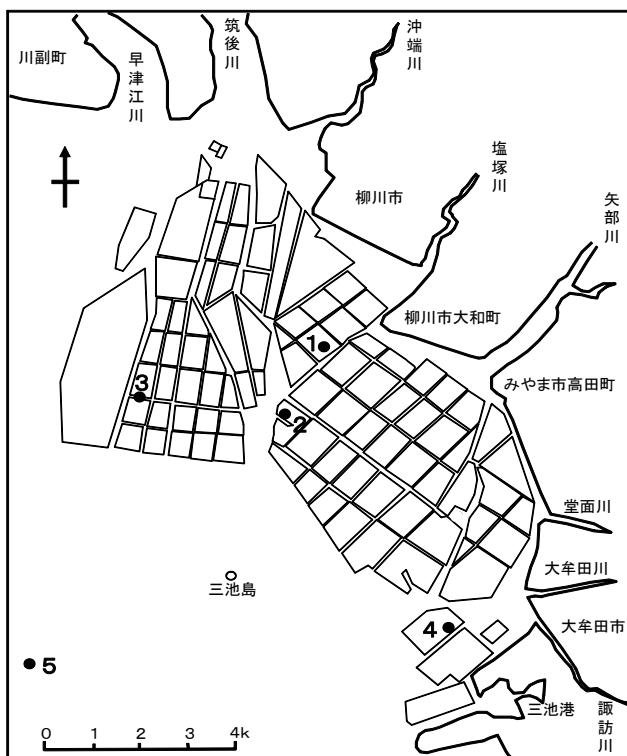 川副町
早津江川
筑後川
沖端川
塩塚川
柳川市
矢部川
柳川市大和町
1
みやま市高田町
3
2
堂面川
三池島
大牟田川
4
大牟田市
5
三池港
諏訪川
0 1 2 3 4k